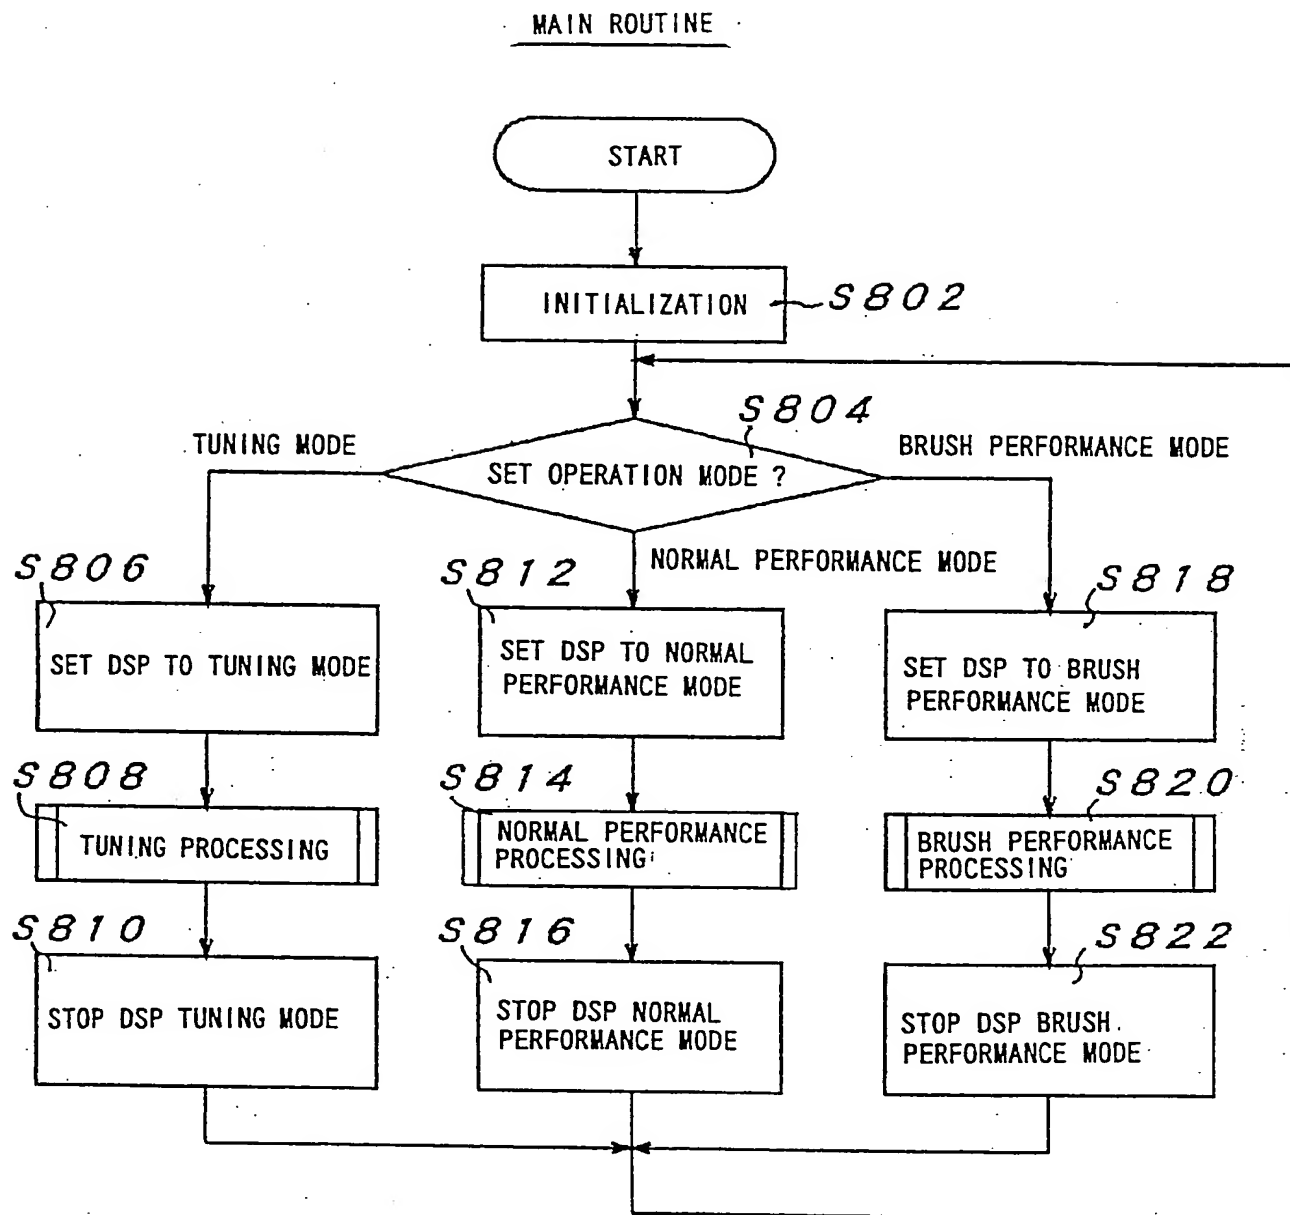 MAIN ROUTINE
START
INITIALIZATION
S802
S804
TUNING MODE
BRUSH PERFORMANCE MODE
SET OPERATION MODE ?
NORMAL PERFORMANCE MODE
S806
S812
S818
SET DSP TO TUNING MODE
SET DSP TO NORMAL
PERFORMANCE MODE
SET DSP TO BRUSH
PERFORMANCE MODE
S808
S814
S820
TUNING PROCESSING
NORMAL PERFORMANCE
PROCESSING
BRUSH PERFORMANCE
PROCESSING
S810
S816
S822
STOP DSP TUNING MODE
STOP DSP NORMAL
PERFORMANCE MODE
STOP DSP BRUSH
PERFORMANCE MODE